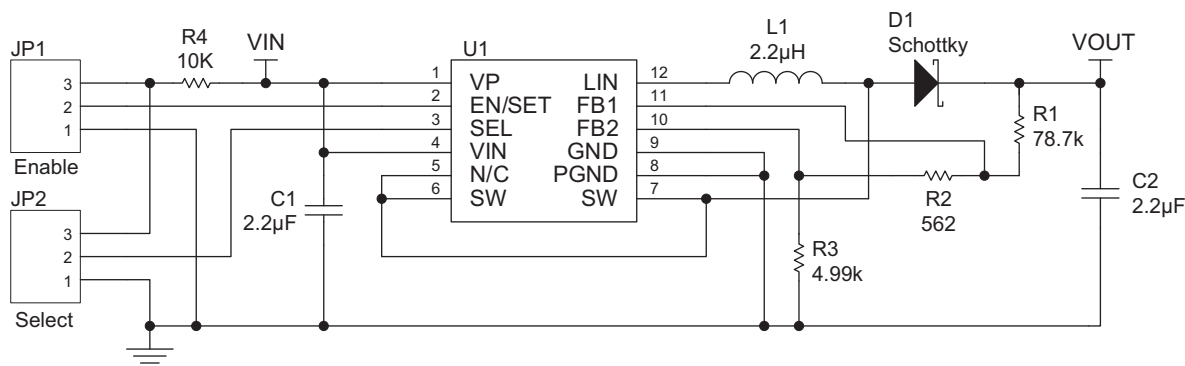 JP1
3
2
1
Enable
JP2
3
2
1
Select
R4
10K
VIN
C1
2.2µF
U1
1 VP
2 EN/SET
3 SEL
4 VIN
5 N/C
6 SW
LIN 12
FB1 11
FB2 10
GND 9
PGND 8
SW 7
L1
2.2µH
D1
Schottky
VOUT
R1
78.7k
R2
562
R3
4.99k
C2
2.2µF